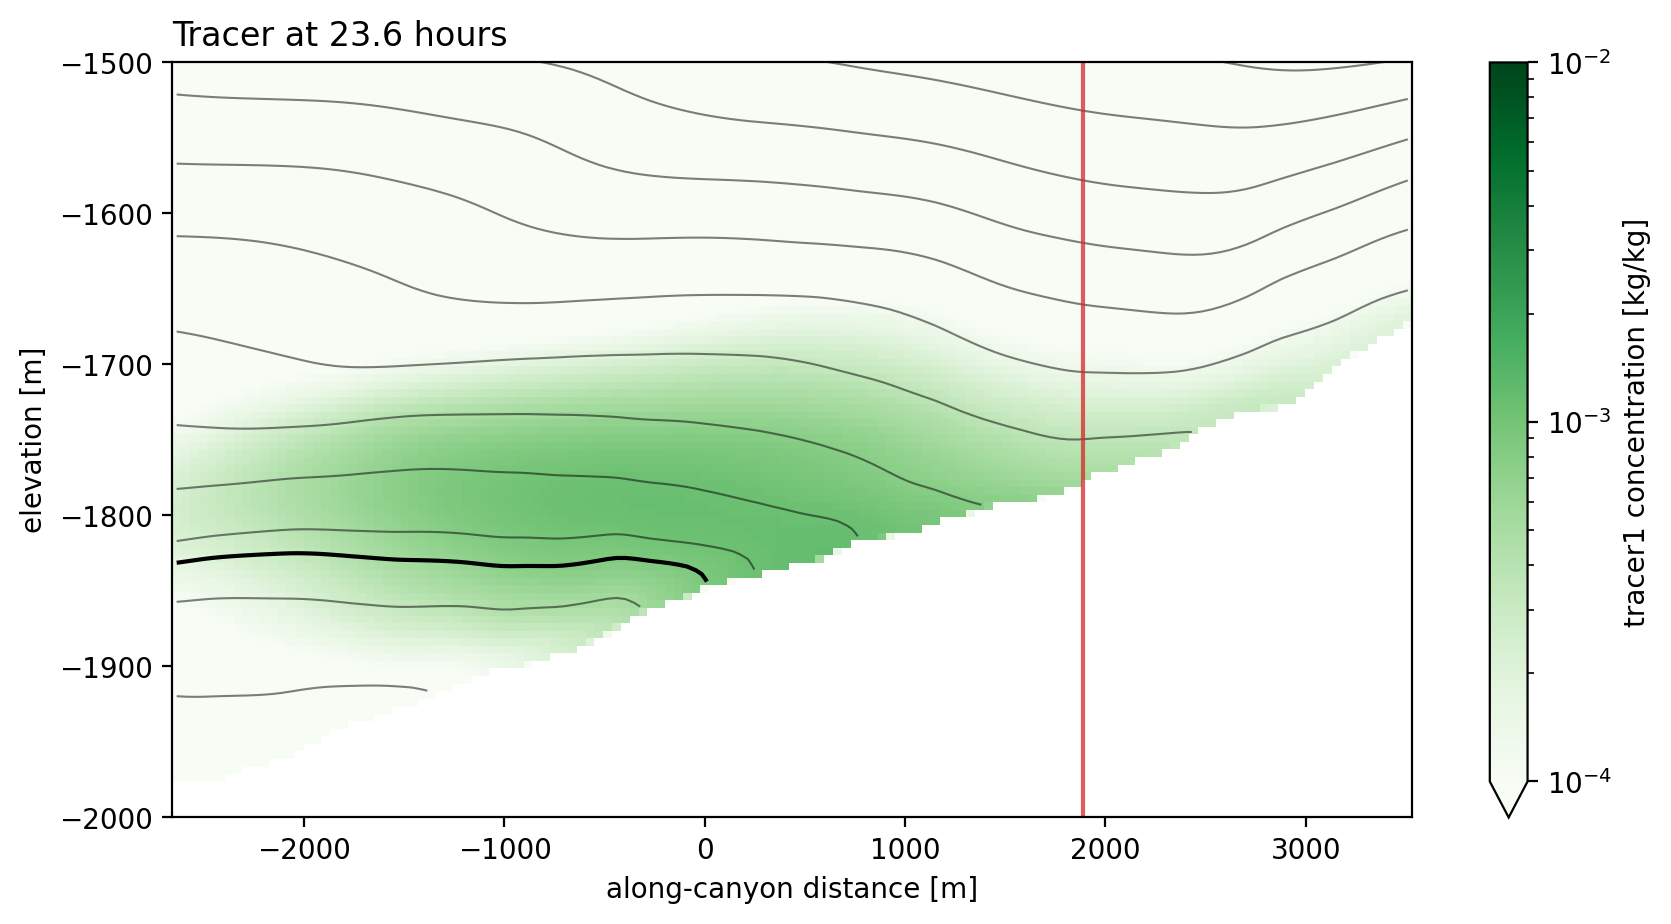 Tracer at 23.6 hours
−1500
−1600
−1700
−1800
−1900
−2000
elevation [m]
−2000 −1000 0 1000 2000 3000
along-canyon distance [m]
10⁻²
10⁻³
10⁻⁴
tracer1 concentration [kg/kg]